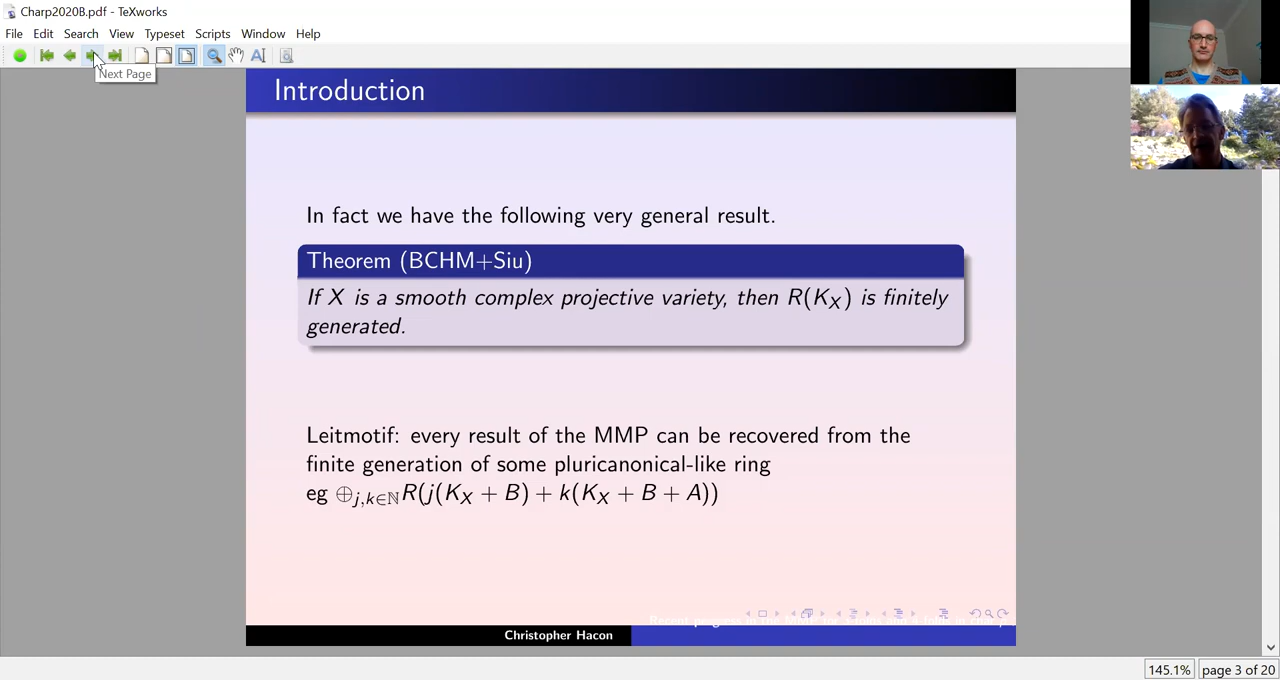 Charp2020B.pdf - TeXworks
File Edit Search View Typeset Scripts Window Help
Next Page
Introduction
In fact we have the following very general result.
Theorem (BCHM+Siu)
If X is a smooth complex projective variety, then R(K_X) is finitely
generated.
Leitmotif: every result of the MMP can be recovered from the
finite generation of some pluricanonical-like ring
eg ⊕_{j,k∈ℕ}R(j(K_X + B) + k(K_X + B + A))
Christopher Hacon
145.1% page 3 of 20